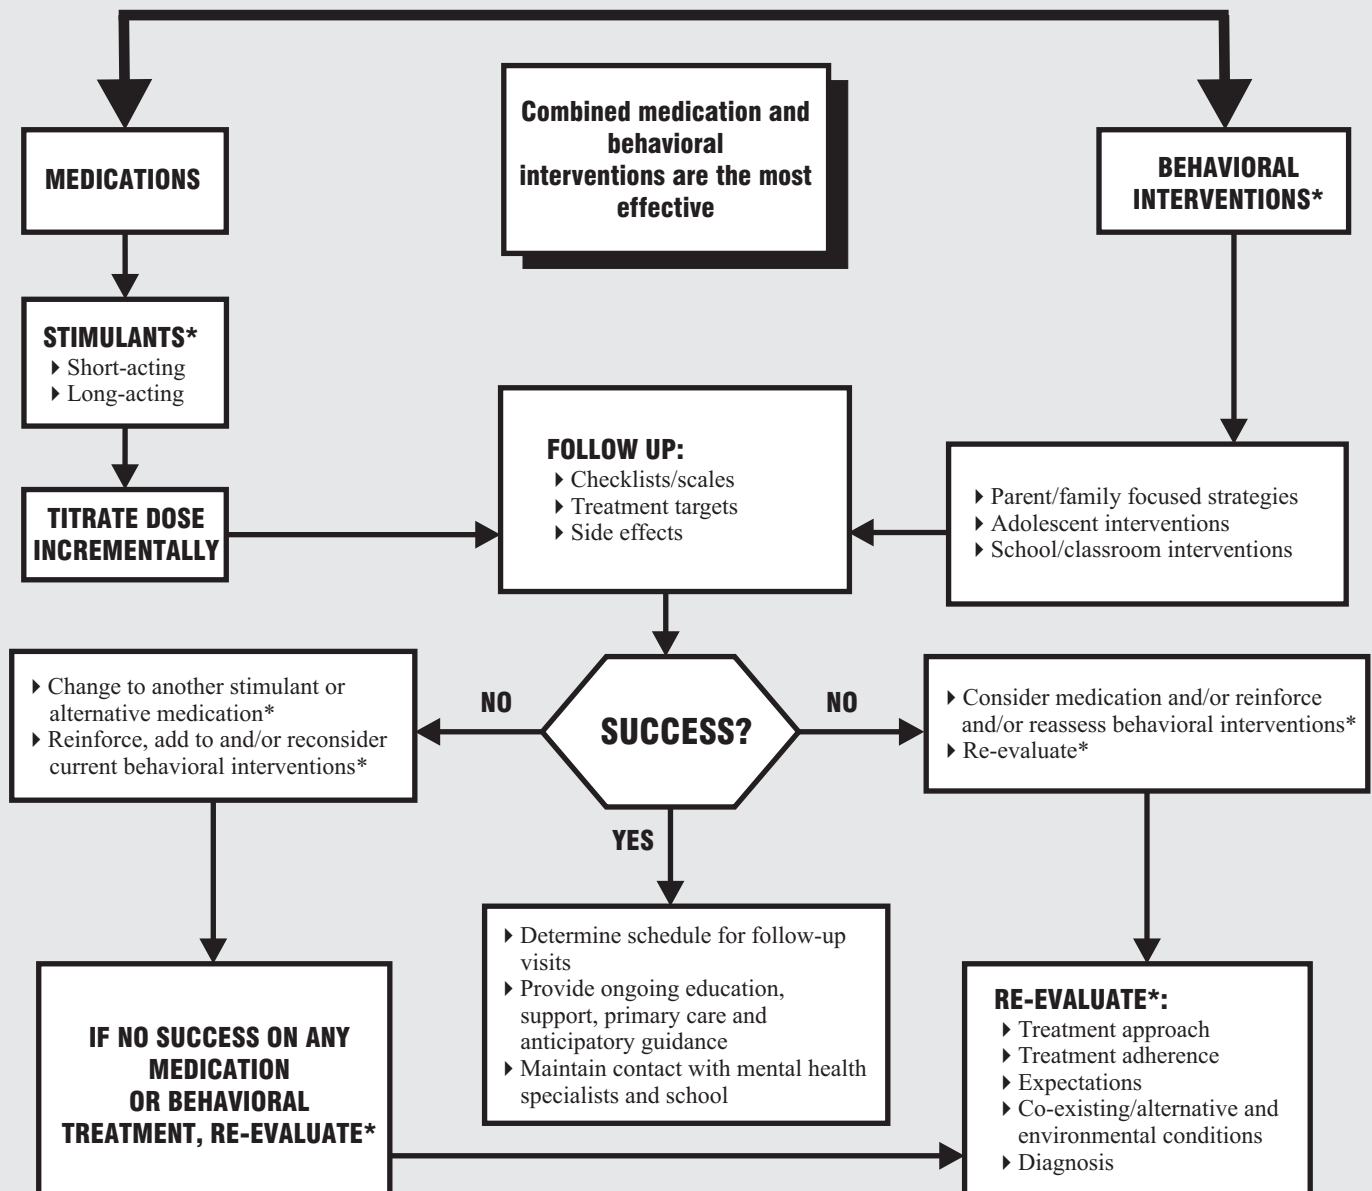 Combined medication and
behavioral
interventions are the most
effective
MEDICATIONS
BEHAVIORAL
INTERVENTIONS*
STIMULANTS*
Short-acting
Long-acting
TITRATE DOSE
INCREMENTALLY
FOLLOW UP:
Checklists/scales
Treatment targets
Side effects
Parent/family focused strategies
Adolescent interventions
School/classroom interventions
Change to another stimulant or
alternative medication*
Reinforce, add to and/or reconsider
current behavioral interventions*
NO
SUCCESS?
NO
Consider medication and/or reinforce
and/or reassess behavioral interventions*
Re-evaluate*
YES
Determine schedule for follow-up
visits
Provide ongoing education,
support, primary care and
anticipatory guidance
Maintain contact with mental health
specialists and school
IF NO SUCCESS ON ANY
MEDICATION
OR BEHAVIORAL
TREATMENT, RE-EVALUATE*
RE-EVALUATE*:
Treatment approach
Treatment adherence
Expectations
Co-existing/alternative and
environmental conditions
Diagnosis